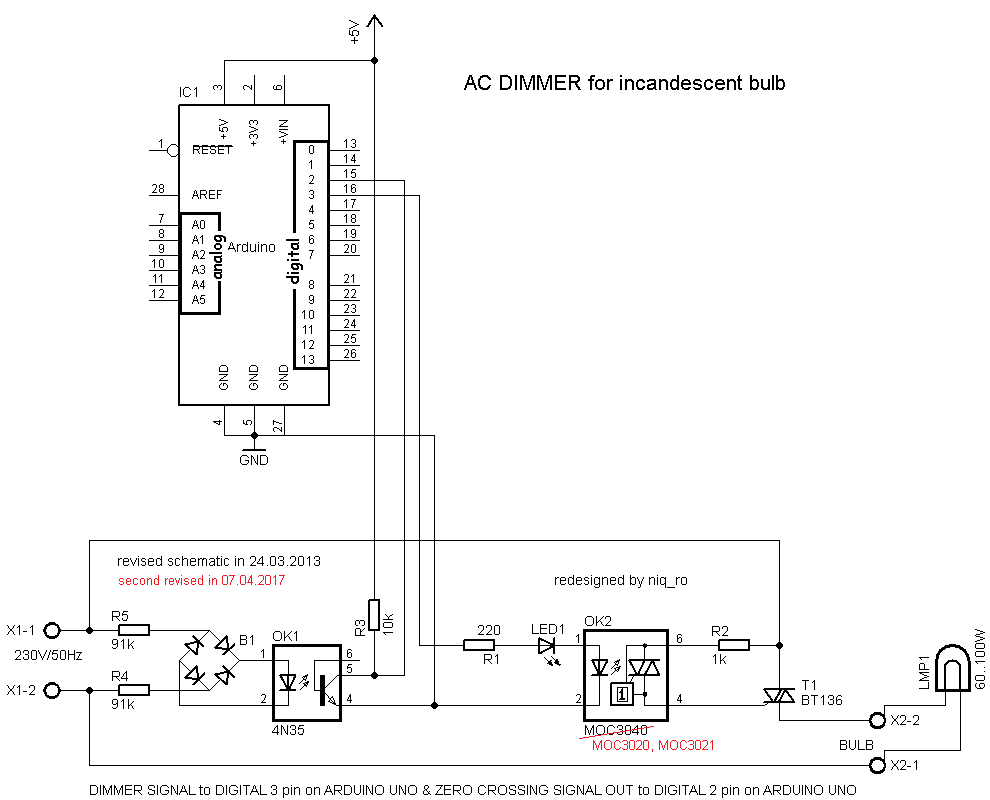 +5V
AC DIMMER for incandescent bulb
IC1
3
2
6
+5V
+3V3
+VIN
1
RESET
28
AREF
7 A0
8 A1
9 A2
10 A3
11 A4
12 A5
analog
Arduino
digital
0 13
1 14
2 15
3 16
4 17
5 18
6 19
7 20
8 21
9 22
10 23
11 24
12 25
13 26
GND
GND
GND
4
5
27
GND
revised schematic in 24.03.2013
second revised in 07.04.2017
redesigned by niq_ro
X1-1
230V/50Hz
X1-2
R5
91k
R4
91k
B1
OK1
1
2
6
5
4
4N35
R3
10k
220
R1
LED1
OK2
1
2
6
4
1
MOC3040
MOC3020, MOC3021
R2
1k
T1
BT136
LMP1
60..100W
X2-2
BULB
X2-1
DIMMER SIGNAL to DIGITAL 3 pin on ARDUINO UNO & ZERO CROSSING SIGNAL OUT to DIGITAL 2 pin on ARDUINO UNO